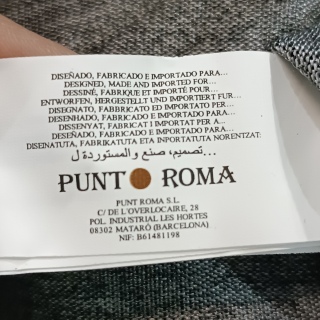 DISEÑADO, FABRICADO E IMPORTADO PARA...
DESIGNED, MADE AND IMPORTED FOR...
DESSINÉ, FABRIQUE ET IMPORTÉ POUR...
ENTWORFEN, HERGESTELLT UND IMPORTIERT FUR...
DISEGNATO, FABBRICATO ED IMPORTATO PER...
DESENHADO, FABRICADO E IMPORTADO PARA...
DISSENYAT, FABRICAT I IMPORTAT PER A...
DESEÑADO, FABRICADO E IMPORTADO PARA...
DISEINATUTA, FABRIKATUTA ETA INPORTATUTA NORENTZAT:
تصميم، صنع والمستوردة ل...
PUNT ROMA
PUNT ROMA S.L.
C/ DE L'OVERLOCAIRE, 28
POL. INDUSTRIAL LES HORTES
08302 MATARÓ (BARCELONA)
NIF: B61481198